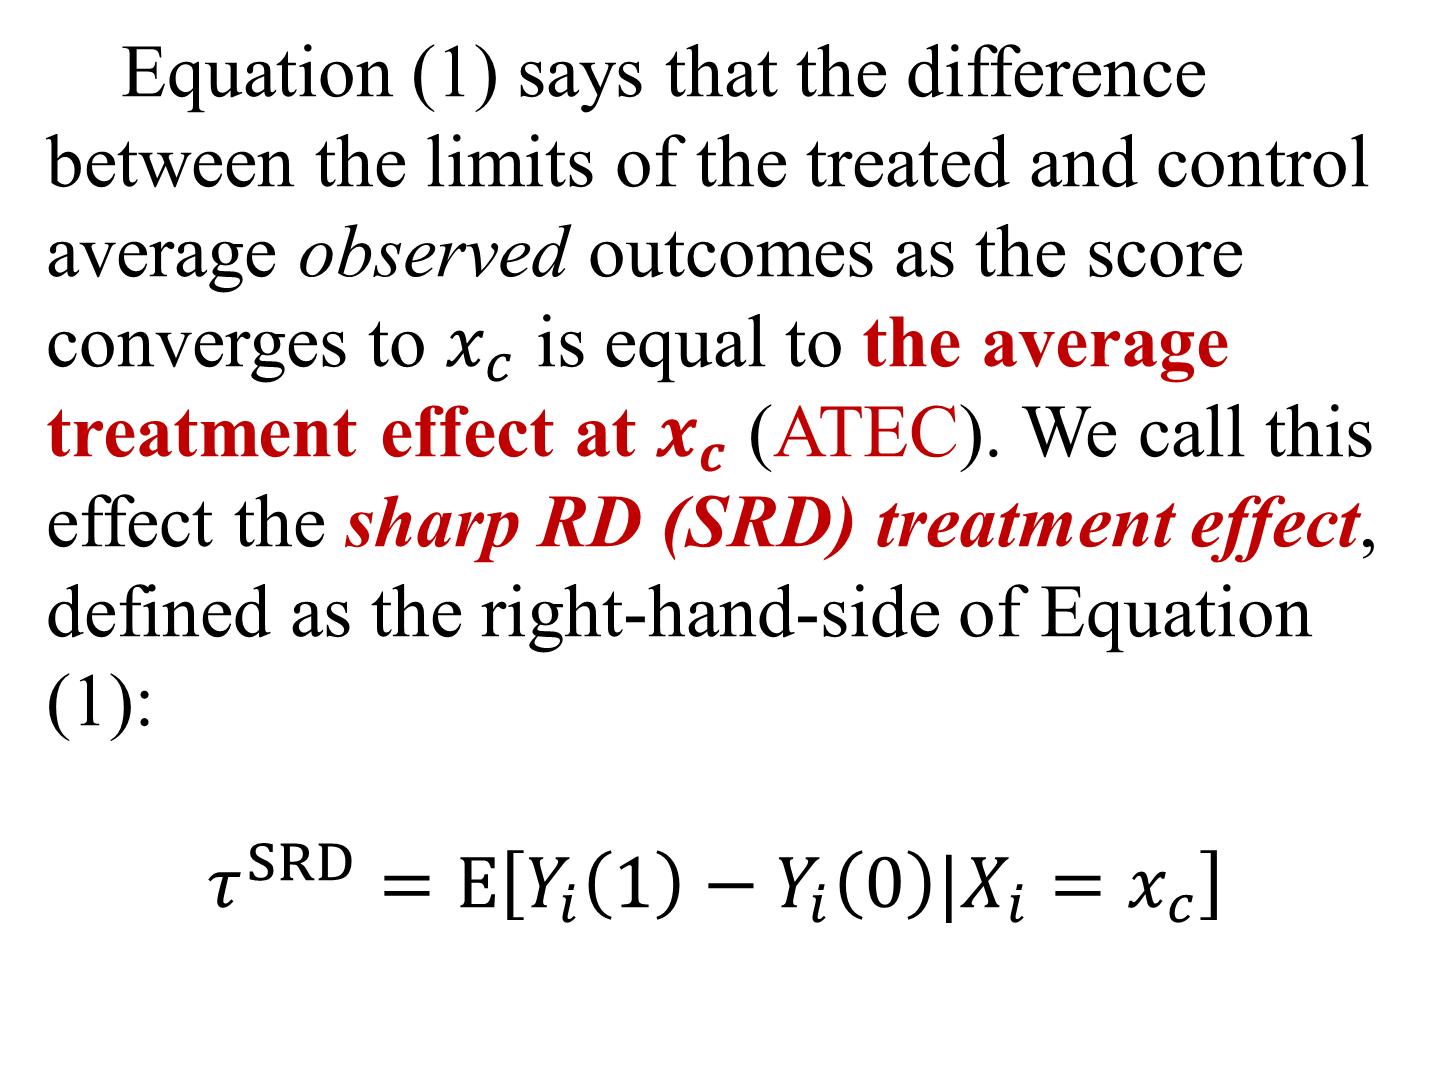 Equation (1) says that the difference
between the limits of the treated and control
average observed outcomes as the score
converges to 𝑥𝑐 is equal to the average
treatment effect at 𝒙𝒄 (ATEC). We call this
effect the sharp RD (SRD) treatment effect,
defined as the right-hand-side of Equation
(1):
τ^SRD = E[Y_i(1) − Y_i(0)|X_i = x_c]